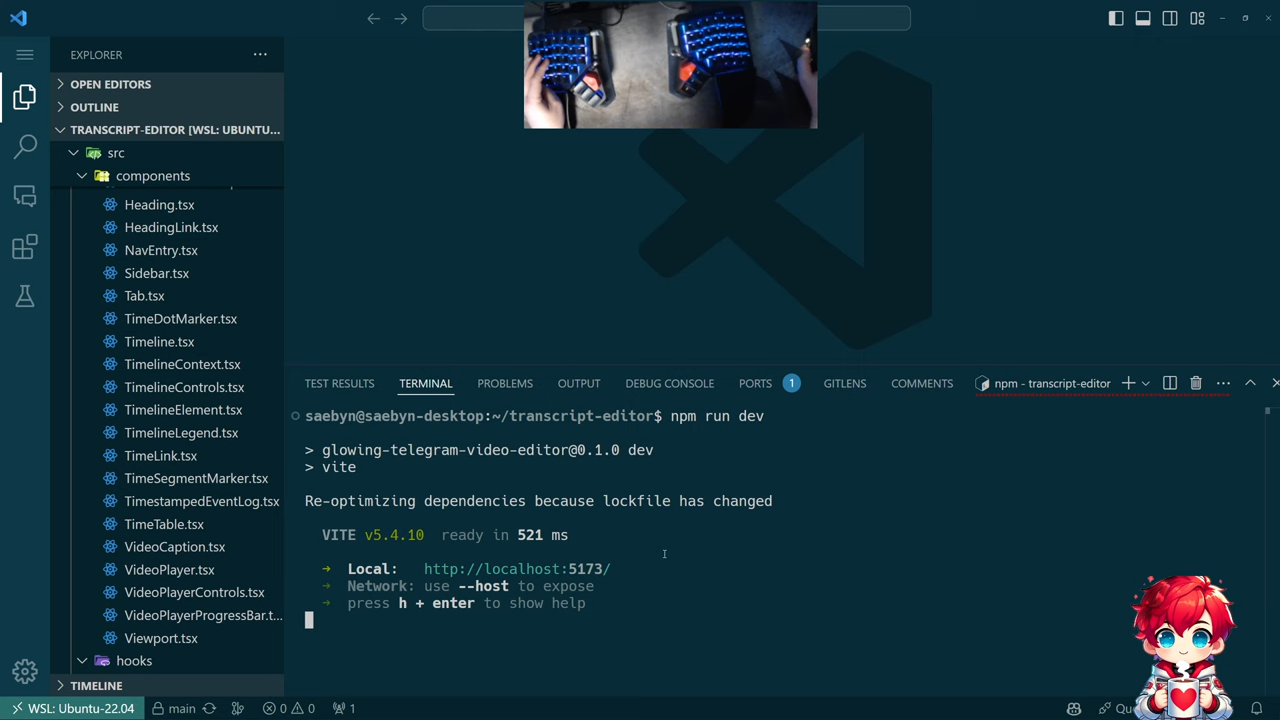 EXPLORER
OPEN EDITORS
OUTLINE
TRANSCRIPT-EDITOR [WSL: UBUNTU...
src
components
Heading.tsx
HeadingLink.tsx
NavEntry.tsx
Sidebar.tsx
Tab.tsx
TimeDotMarker.tsx
Timeline.tsx
TimelineContext.tsx
TimelineControls.tsx
TimelineElement.tsx
TimelineLegend.tsx
TimeLink.tsx
TimeSegmentMarker.tsx
TimestampedEventLog.tsx
TimeTable.tsx
VideoCaption.tsx
VideoPlayer.tsx
VideoPlayerControls.tsx
VideoPlayerProgressBar.t...
Viewport.tsx
hooks
TIMELINE
TEST RESULTS TERMINAL PROBLEMS OUTPUT DEBUG CONSOLE PORTS 1 GITLENS COMMENTS npm - transcript-editor
saebyn@saebyn-desktop:~/transcript-editor$ npm run dev
> glowing-telegram-video-editor@0.1.0 dev
> vite
Re-optimizing dependencies because lockfile has changed
VITE v5.4.10 ready in 521 ms
➜ Local: http://localhost:5173/
➜ Network: use --host to expose
➜ press h + enter to show help
WSL: Ubuntu-22.04 main 0 0 1